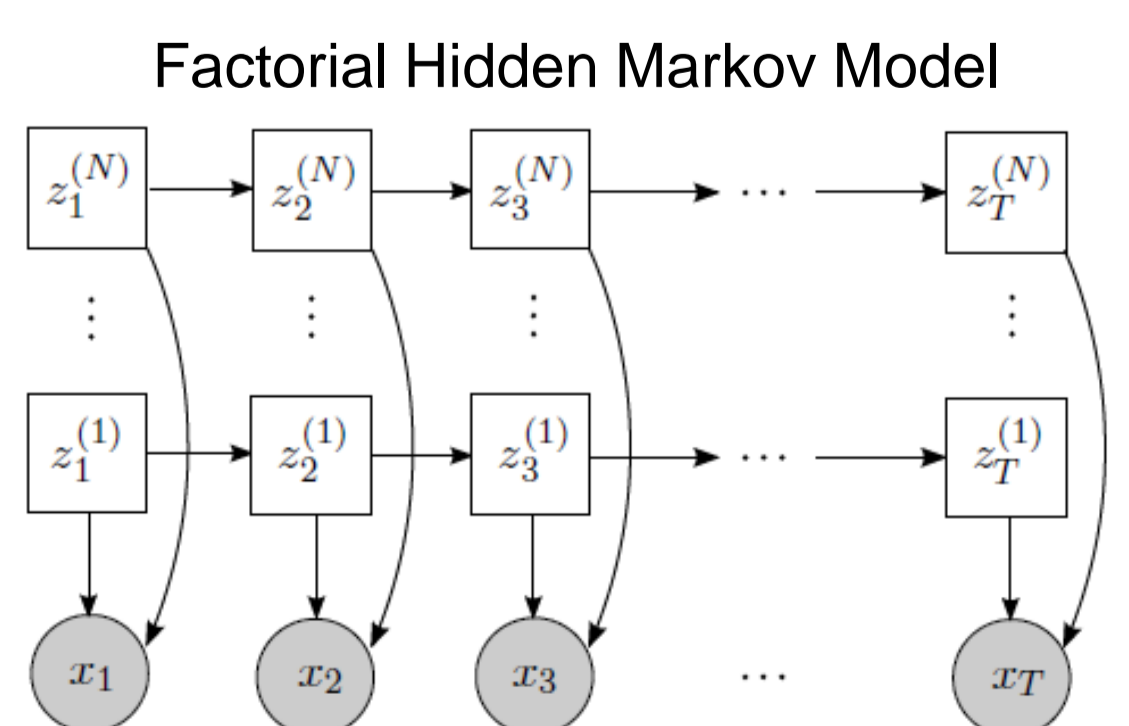 Factorial Hidden Markov Model
z_1^{(N)} z_2^{(N)} z_3^{(N)} ⋯ z_T^{(N)}
⋮ ⋮ ⋮ ⋮
z_1^{(1)} z_2^{(1)} z_3^{(1)} ⋯ z_T^{(1)}
x_1 x_2 x_3 ⋯ x_T